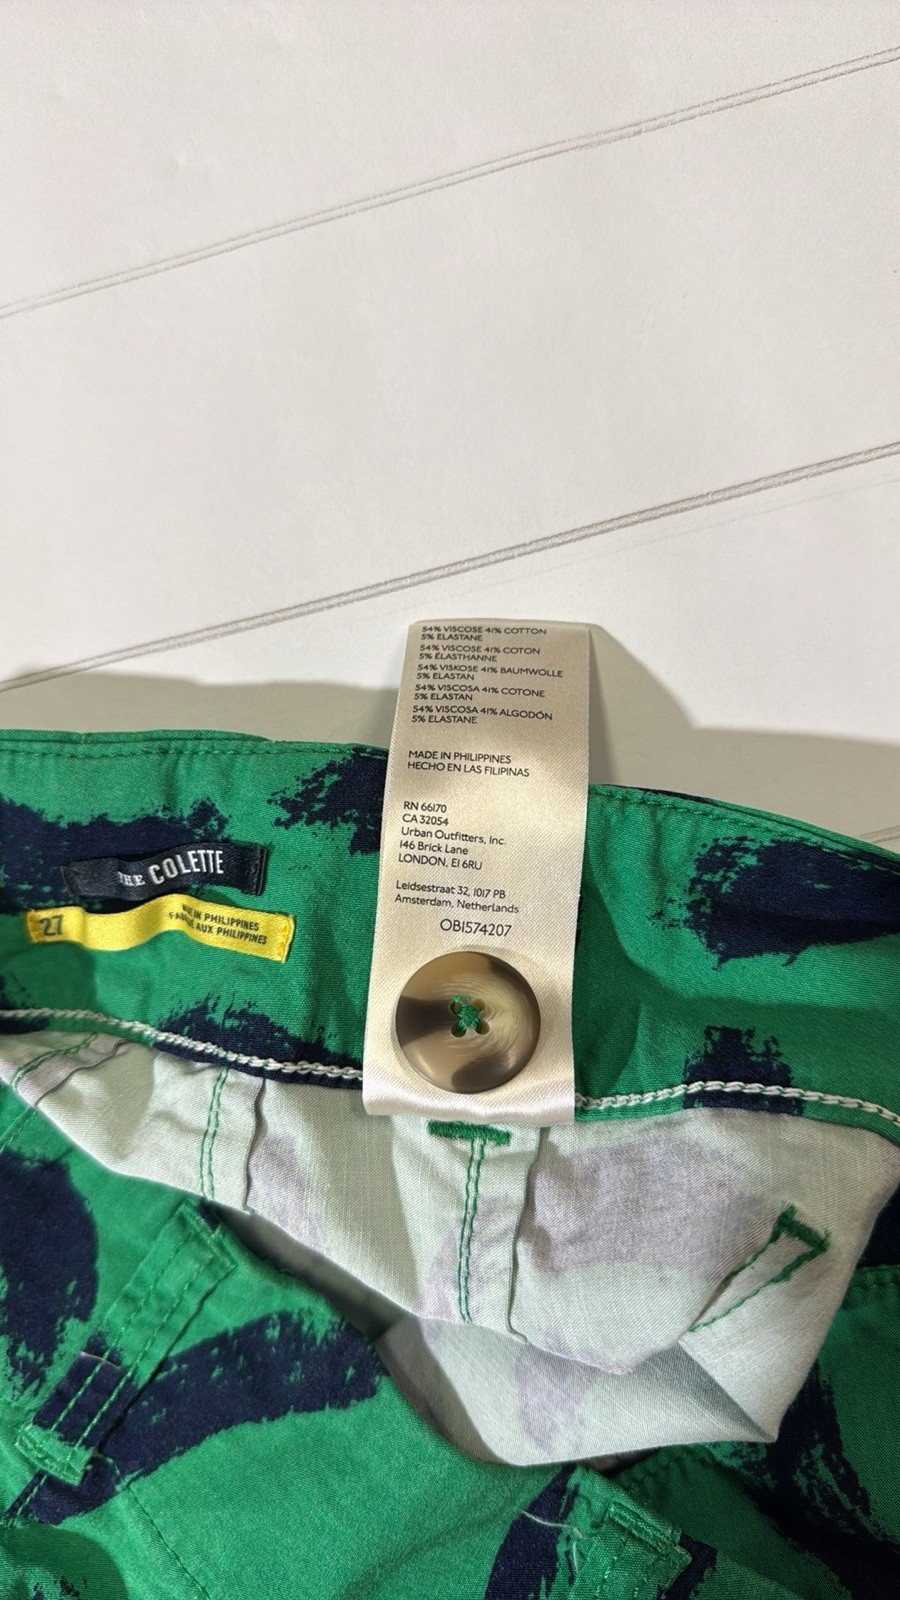 54% VISCOSE 41% COTTON
5% ELASTANE
54% VISCOSE 41% COTON
5% ÉLASTHANNE
54% VISKOSE 41% BAUMWOLLE
5% ELASTAN
54% VISCOSA 41% COTONE
5% ELASTAN
54% VISCOSA 41% ALGODÓN
5% ELASTANE
MADE IN PHILIPPINES
HECHO EN LAS FILIPINAS
RN 66170
CA 32054
Urban Outfitters, Inc.
146 Brick Lane
LONDON, E1 6RU
Leidsestraat 32, 1017 PB
Amsterdam, Netherlands
OB1574207
THE COLETTE
27
MADE IN PHILIPPINES
FABRIQUÉ AUX PHILIPPINES